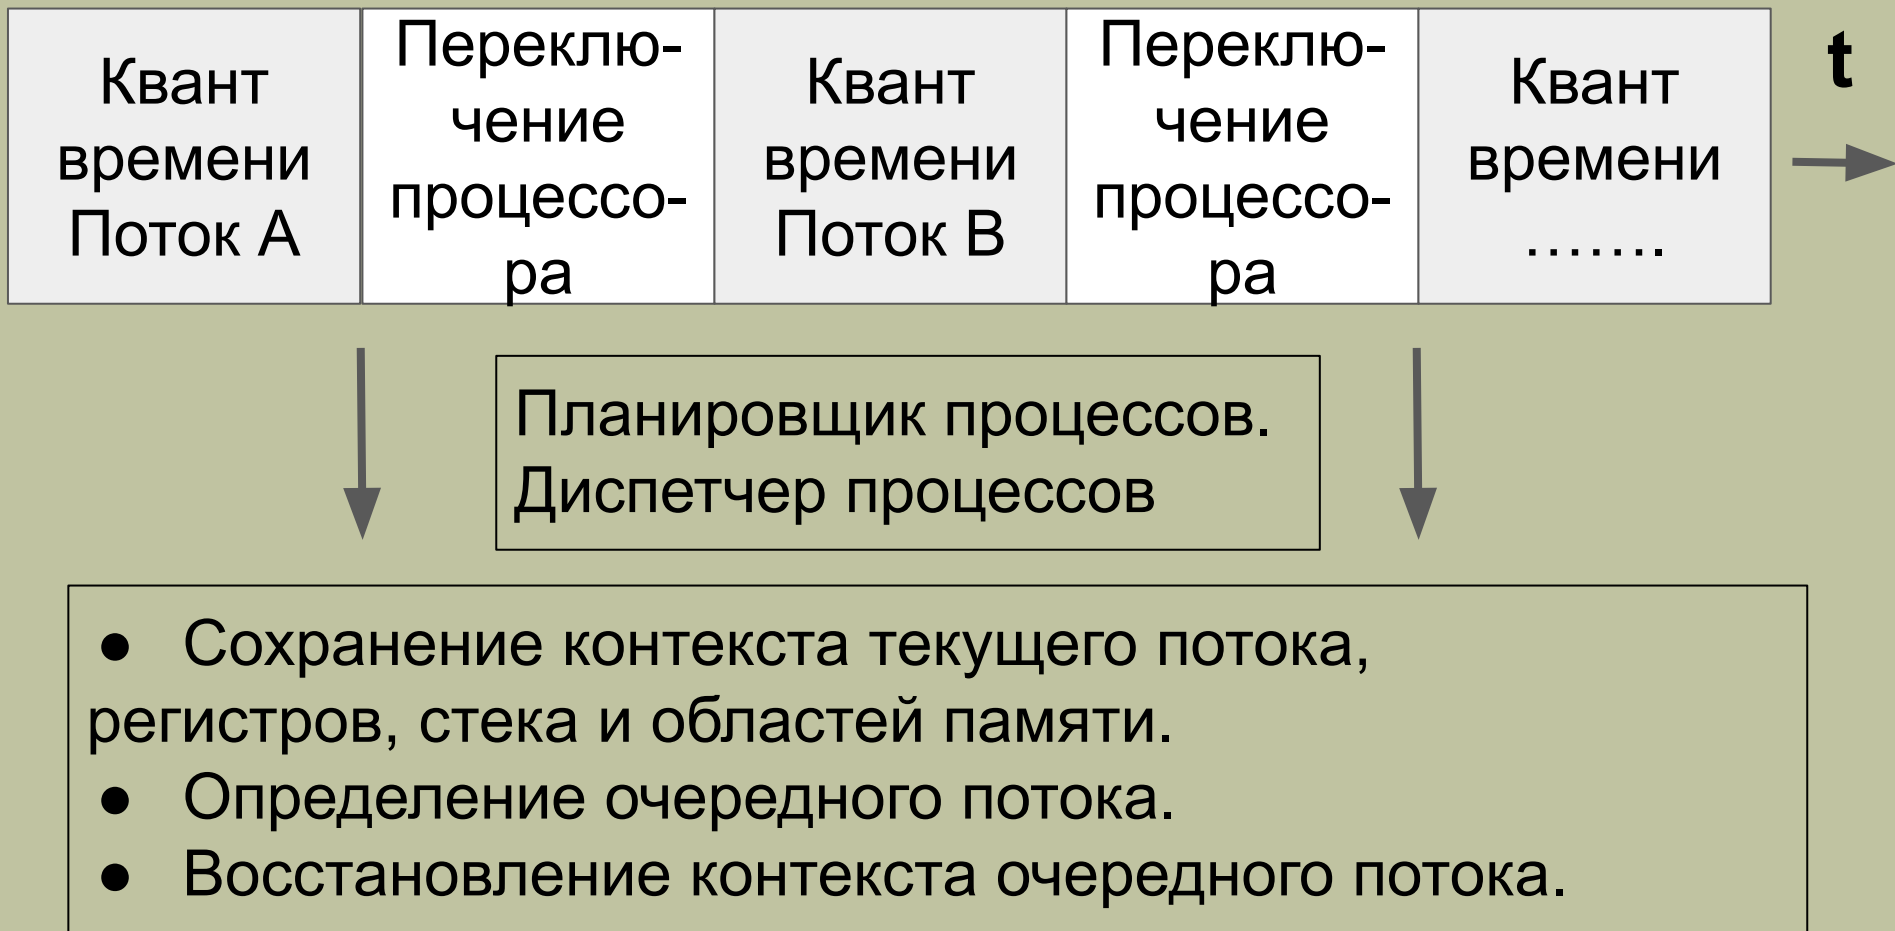 Квант
времени
Поток А
Переклю-
чение
процессо-
ра
Квант
времени
Поток В
Переклю-
чение
процессо-
ра
Квант
времени
…….
t
Планировщик процессов.
Диспетчер процессов
● Сохранение контекста текущего потока,
регистров, стека и областей памяти.
● Определение очередного потока.
● Восстановление контекста очередного потока.